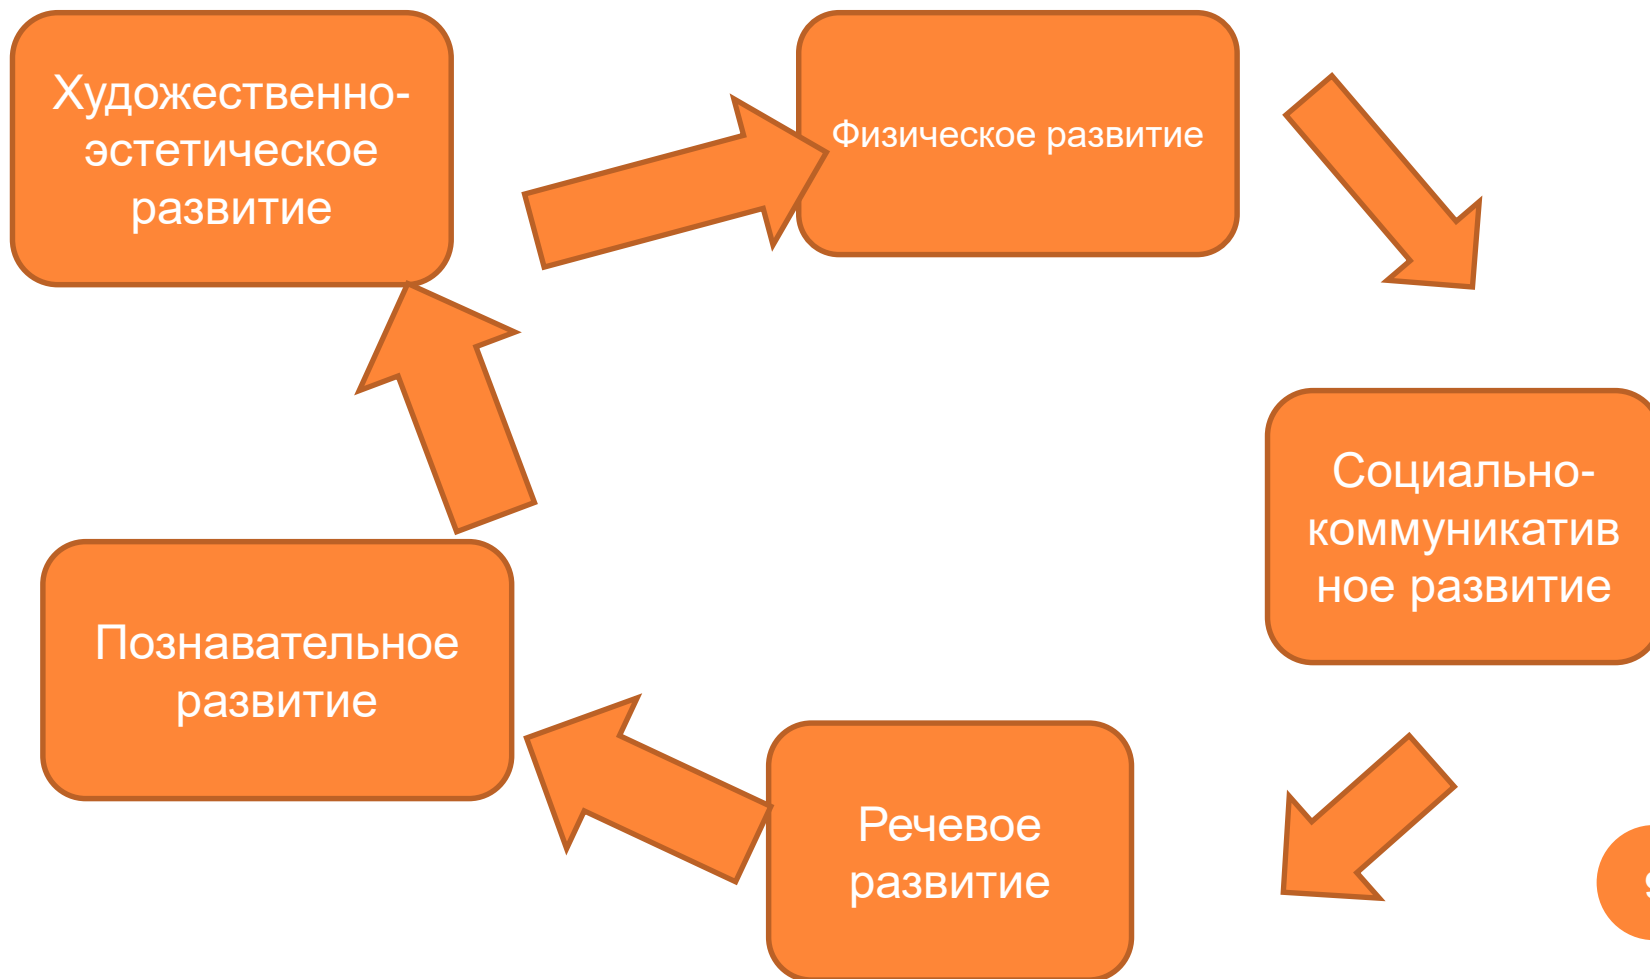 Художественно-
эстетическое
развитие
Физическое развитие
Социально-
коммуникатив
ное развитие
Познавательное
развитие
Речевое
развитие